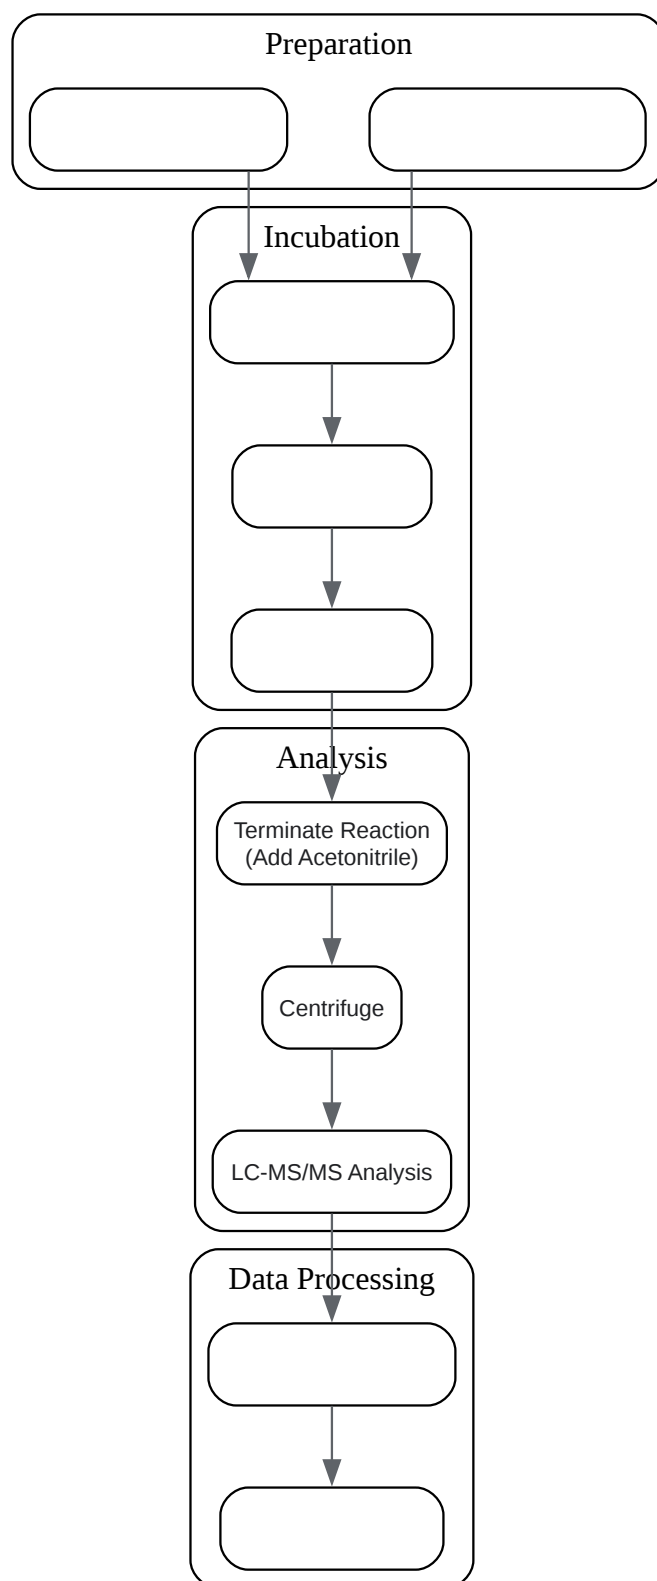 Preparation
Incubation
Analysis
Terminate Reaction
(Add Acetonitrile)
Centrifuge
LC-MS/MS Analysis
Data Processing